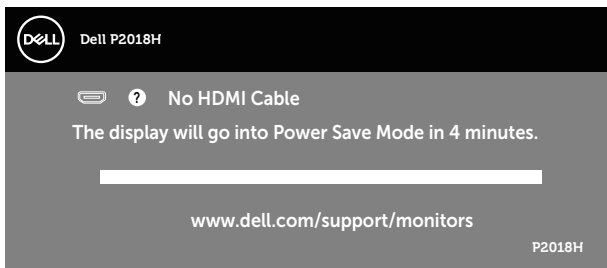 DELL Dell P2018H
? No HDMI Cable
The display will go into Power Save Mode in 4 minutes.
www.dell.com/support/monitors
P2018H